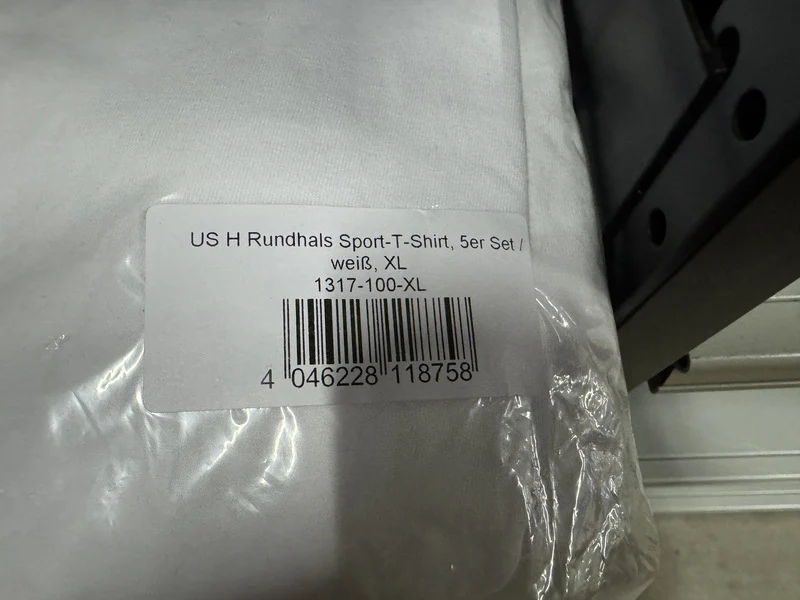 US H Rundhals Sport-T-Shirt, 5er Set /
weiß, XL
1317-100-XL
4 046228 118758